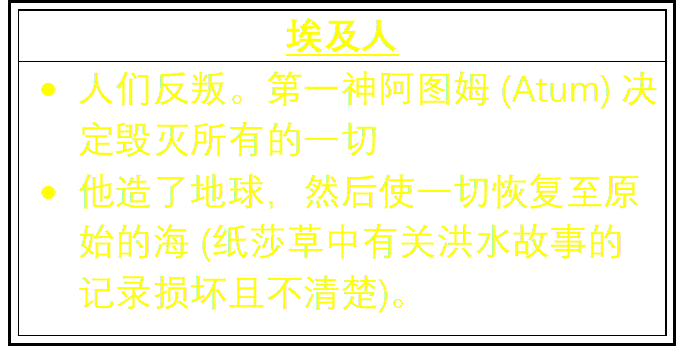 埃及人
• 人们反叛。第一神阿图姆 (Atum) 决
定毁灭所有的一切
• 他造了地球，然后使一切恢复至原
始的海 (纸莎草中有关洪水故事的
记录损坏且不清楚)。